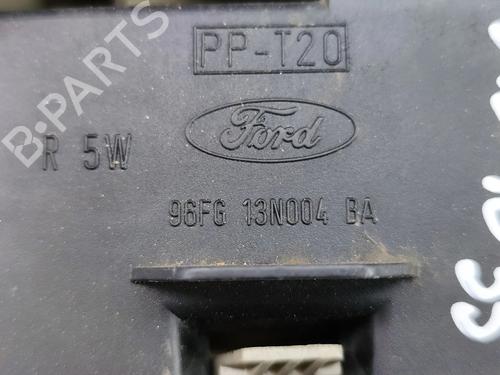 PP-T20
B-PARTS
Ford
R 5W
96FG 13N004 BA